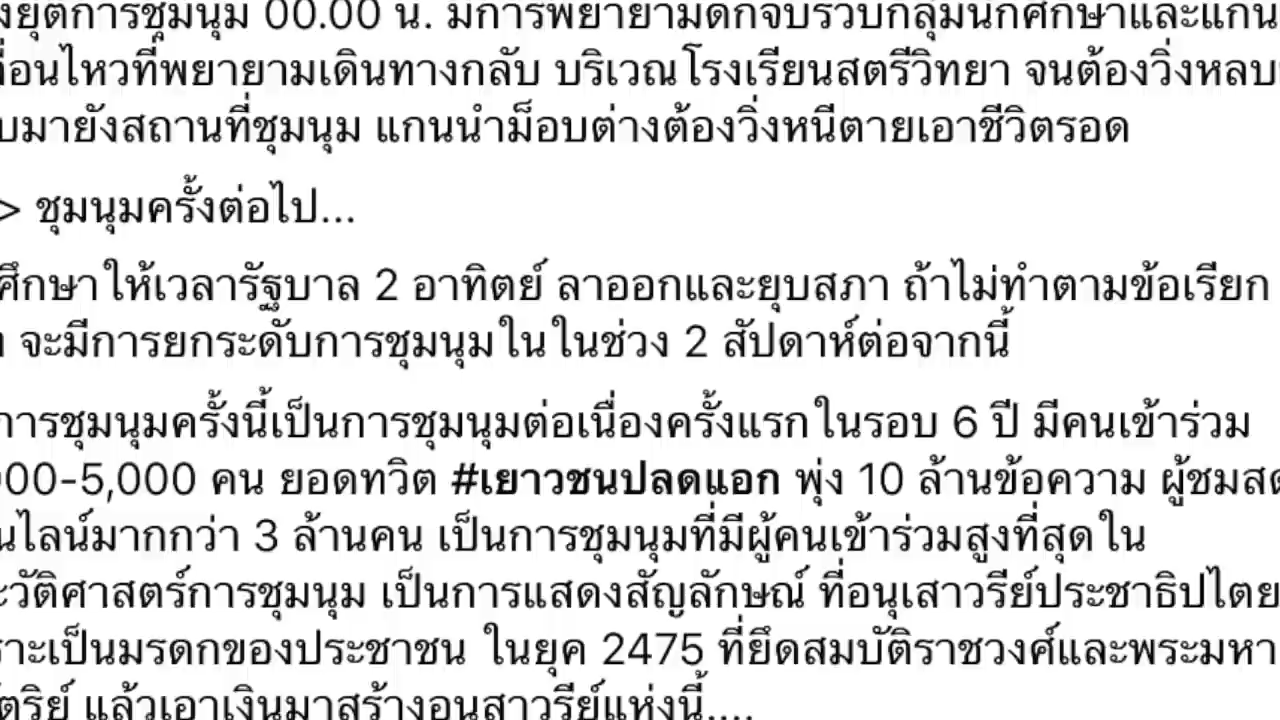 งยุติการชุมนุม 00.00 น. มีการพยายามดักจับรวบกลุ่มนักศึกษาและแกน
ลื่อนไหวที่พยายามเดินทางกลับ บริเวณโรงเรียนสตรีวิทยา จนต้องวิ่งหลบ
บมายังสถานที่ชุมนุม แกนนำม็อบต่างต้องวิ่งหนีตายเอาชีวิตรอด
> ชุมนุมครั้งต่อไป...
ศึกษาให้เวลารัฐบาล 2 อาทิตย์ ลาออกและยุบสภา ถ้าไม่ทำตามข้อเรียก
จะมีการยกระดับการชุมนุมในในช่วง 2 สัปดาห์ต่อจากนี้
การชุมนุมครั้งนี้เป็นการชุมนุมต่อเนื่องครั้งแรกในรอบ 6 ปี มีคนเข้าร่วม
00-5,000 คน ยอดทวิต #เยาวชนปลดแอก พุ่ง 10 ล้านข้อความ ผู้ชมสด
นไลน์มากกว่า 3 ล้านคน เป็นการชุมนุมที่มีผู้คนเข้าร่วมสูงที่สุดใน
ะวัติศาสตร์การชุมนุม เป็นการแสดงสัญลักษณ์ ที่อนุเสาวรีย์ประชาธิปไตย
ราะเป็นมรดกของประชาชน ในยุค 2475 ที่ยึดสมบัติราชวงศ์และพระมหา
ตริย์ แล้วเอาเงินมาสร้างอนุสาวรีย์แห่งนี้....